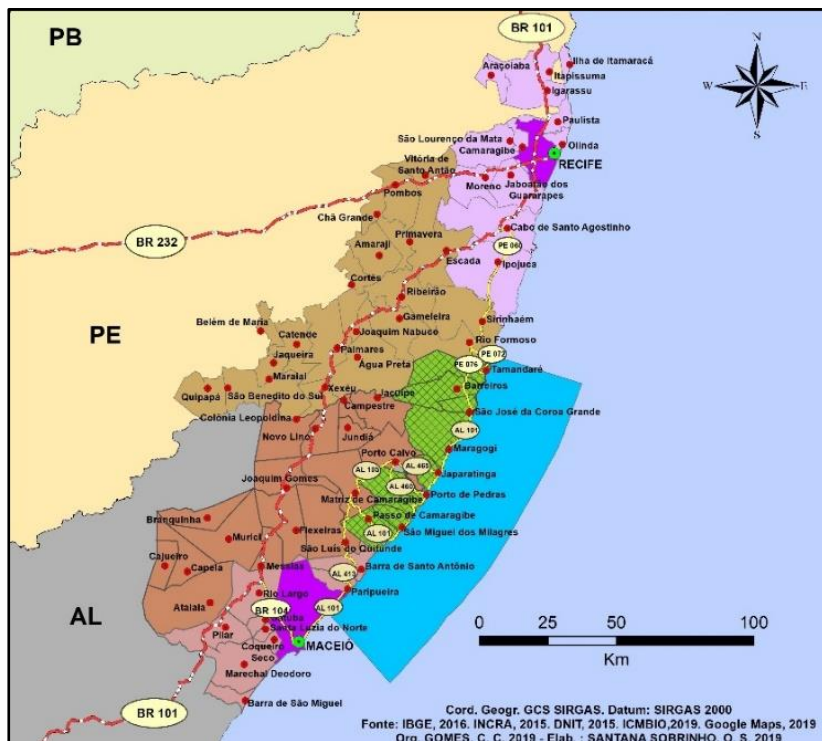 PB
BR 101
N
W
E
S
Araçoiaba
Ilha de Itamaracá
Itapissuma
Igarassu
Paulista
São Lourenço da Mata
Camaragibe
Olinda
RECIFE
Vitória de
Santo Antão
Moreno
Jaboatão dos
Guararapes
Pombos
Chã Grande
Cabo de Santo Agostinho
Primavera
PE 060
BR 232
Amaraji
Escada
Ipojuca
Cortês
Ribeirão
Gameleira
Sirinhaém
PE
Belém de Maria
Catende
Joaquim Nabuco
Rio Formoso
Jaqueira
Palmares
Água Preta
PE 076
PE 072
Tamandaré
Maraial
Xexéu
Barreiros
Quipapá
São Benedito do Sul
Jacuípe
Campestre
São José da Coroa Grande
Colônia Leopoldina
Novo Lino
Jundiá
AL 101
Maragogi
Porto Calvo
AL 465
Japaratinga
Joaquim Gomes
AL 460
Matriz de Camaragibe
Porto de Pedras
Branquinha
Passo de Camaragibe
Flexeiras
AL 101
São Miguel dos Milagres
Murici
São Luís do Quitunde
Cajueiro
Capela
Messias
AL 413
Barra de Santo Antônio
Rio Largo
Paripueira
AL
Atalaia
BR 104
AL 101
Santa Luzia do Norte
Pilar
Coqueiro
Seco
MACEIÓ
Marechal Deodoro
BR 101
Barra de São Miguel
0 25 50 100
Km
Cord. Geogr. GCS SIRGAS. Datum: SIRGAS 2000
Fonte: IBGE, 2016. INCRA, 2015. DNIT, 2015. ICMBIO,2019. Google Maps, 2019
Org. GOMES, C. C. 2019 - Elab. : SANTANA SOBRINHO, O. S. 2019